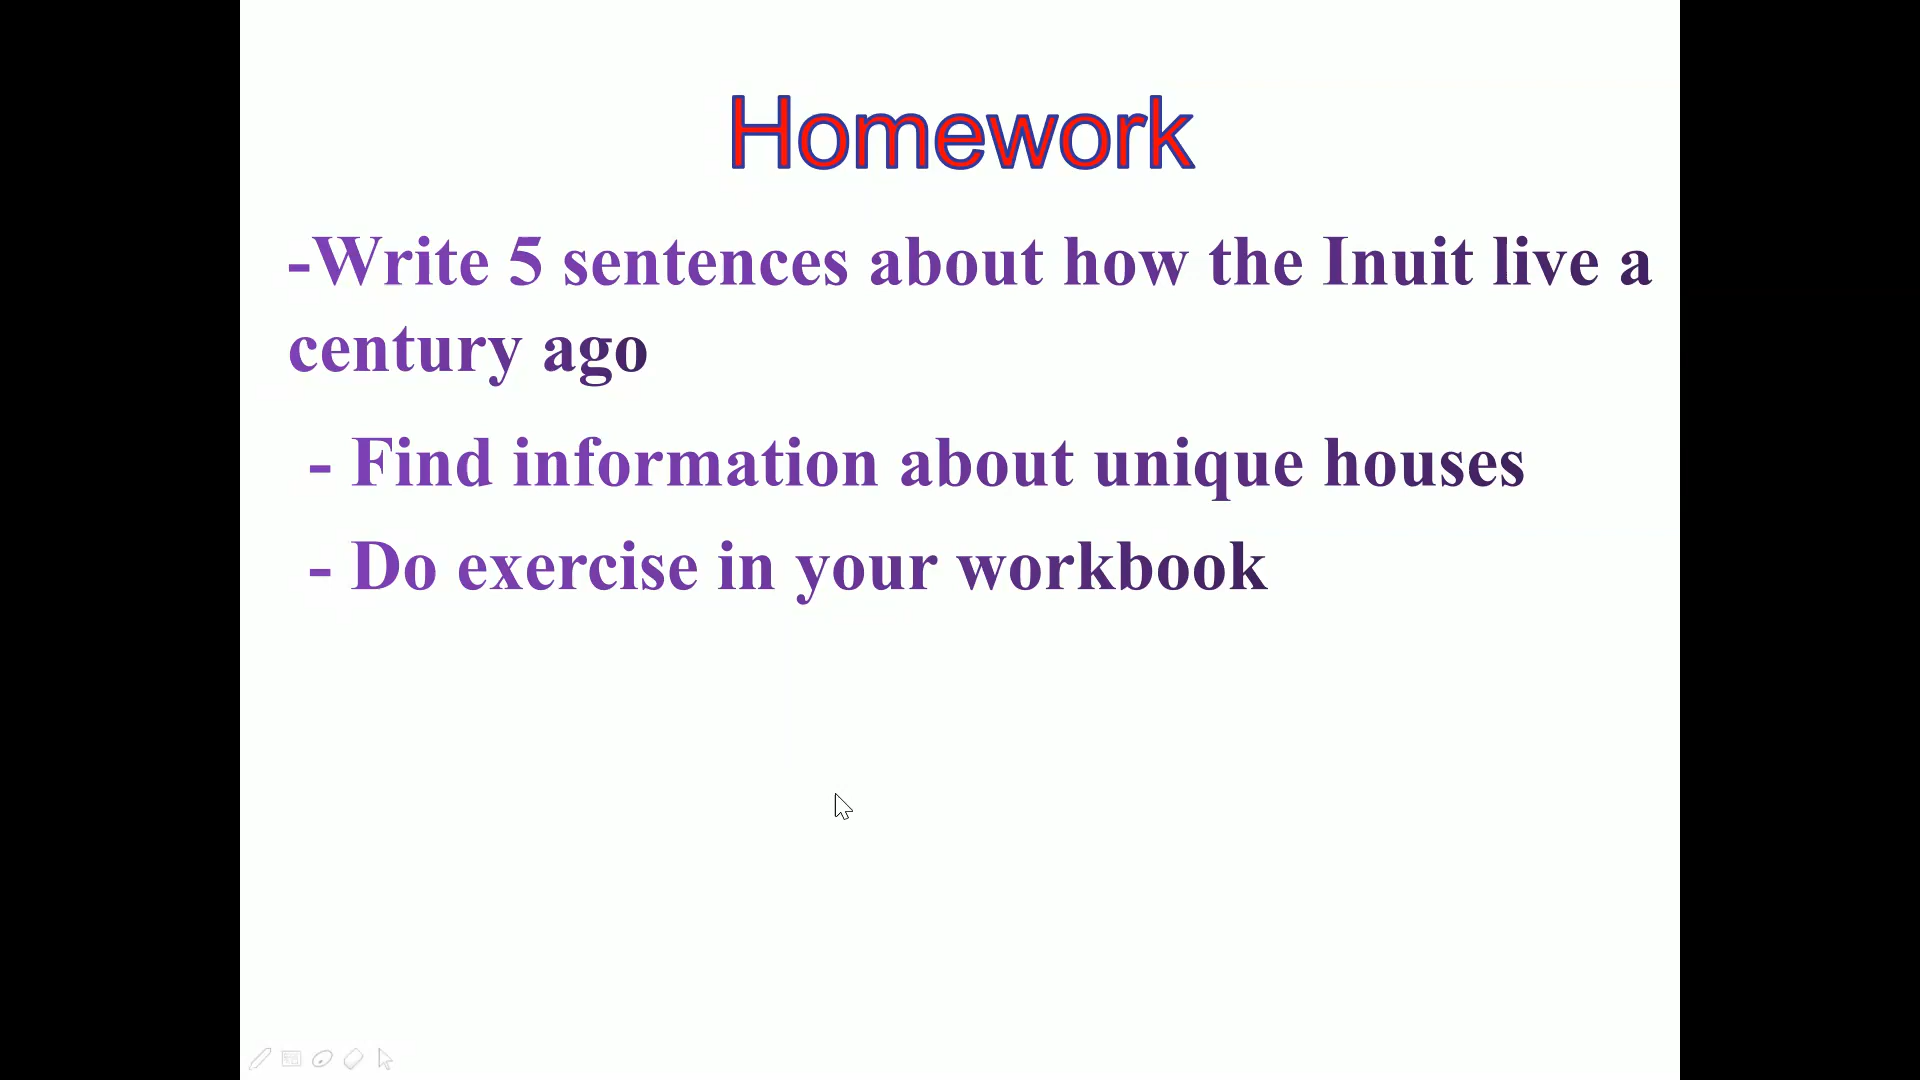 Homework
-Write 5 sentences about how the Inuit live a
century ago
- Find information about unique houses
- Do exercise in your workbook